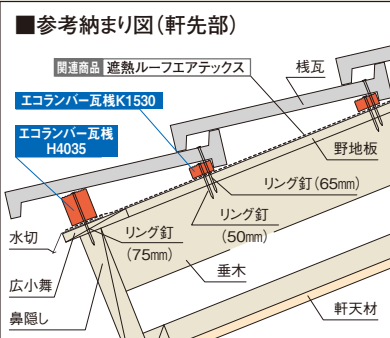 ■参考納まり図(軒先部)
関連商品 遮熱ルーフエアテックス
桟瓦
エコランバー瓦桟K1530
エコランバー瓦桟
H4035
野地板
リング釘(65mm)
リング釘
(50mm)
水切
リング釘
(75mm)
垂木
広小舞
鼻隠し
軒天材